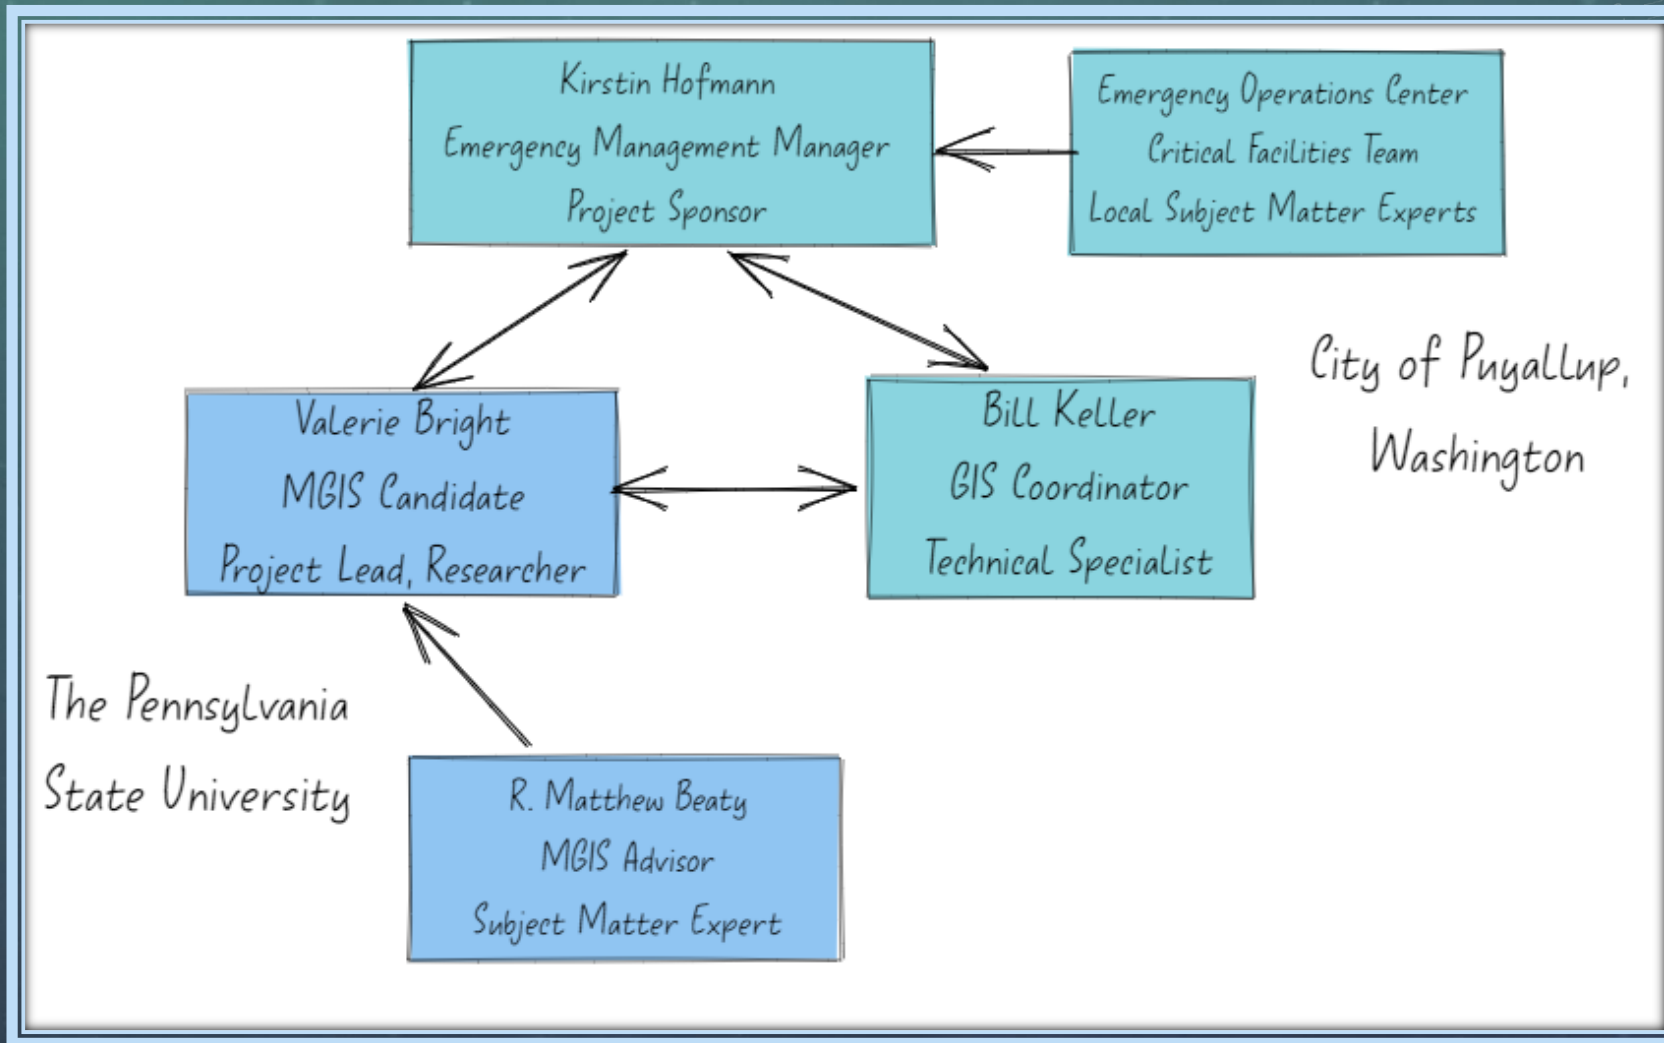 Kirstin Hofmann
Emergency Management Manager
Project Sponsor
Emergency Operations Center
Critical Facilities Team
Local Subject Matter Experts
City of Puyallup,
Washington
Valerie Bright
MGIS Candidate
Project Lead, Researcher
Bill Keller
GIS Coordinator
Technical Specialist
The Pennsylvania
State University
R. Matthew Beaty
MGIS Advisor
Subject Matter Expert